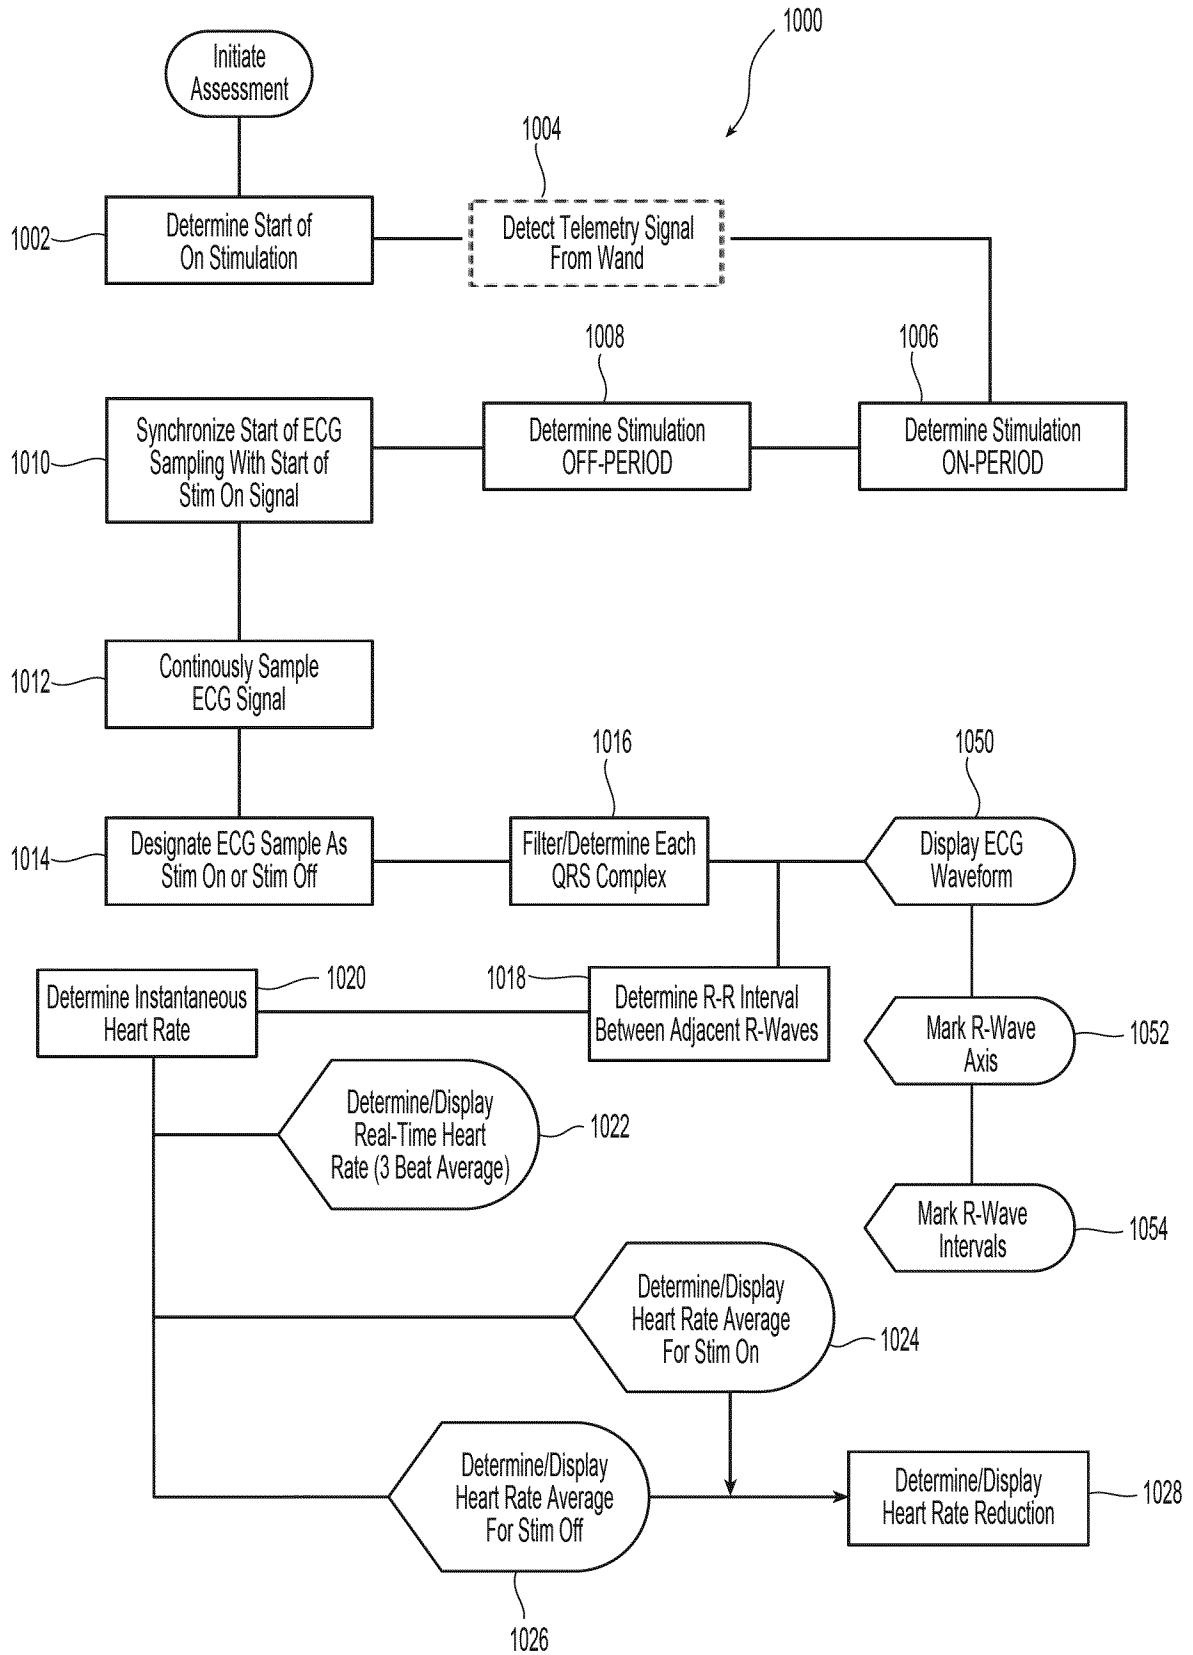 1000
Initiate
Assessment
1004
1002
Determine Start of
On Stimulation
Detect Telemetry Signal
From Wand
1008
1006
1010
Synchronize Start of ECG
Sampling With Start of
Stim On Signal
Determine Stimulation
OFF-PERIOD
Determine Stimulation
ON-PERIOD
1012
Continously Sample
ECG Signal
1016
1050
1014
Designate ECG Sample As
Stim On or Stim Off
Filter/Determine Each
QRS Complex
Display ECG
Waveform
1020
1018
Determine Instantaneous
Heart Rate
Determine R-R Interval
Between Adjacent R-Waves
Mark R-Wave
Axis
1052
Determine/Display
Real-Time Heart
Rate (3 Beat Average)
1022
Mark R-Wave
Intervals
1054
Determine/Display
Heart Rate Average
For Stim On
1024
Determine/Display
Heart Rate Average
For Stim Off
Determine/Display
Heart Rate Reduction
1028
1026